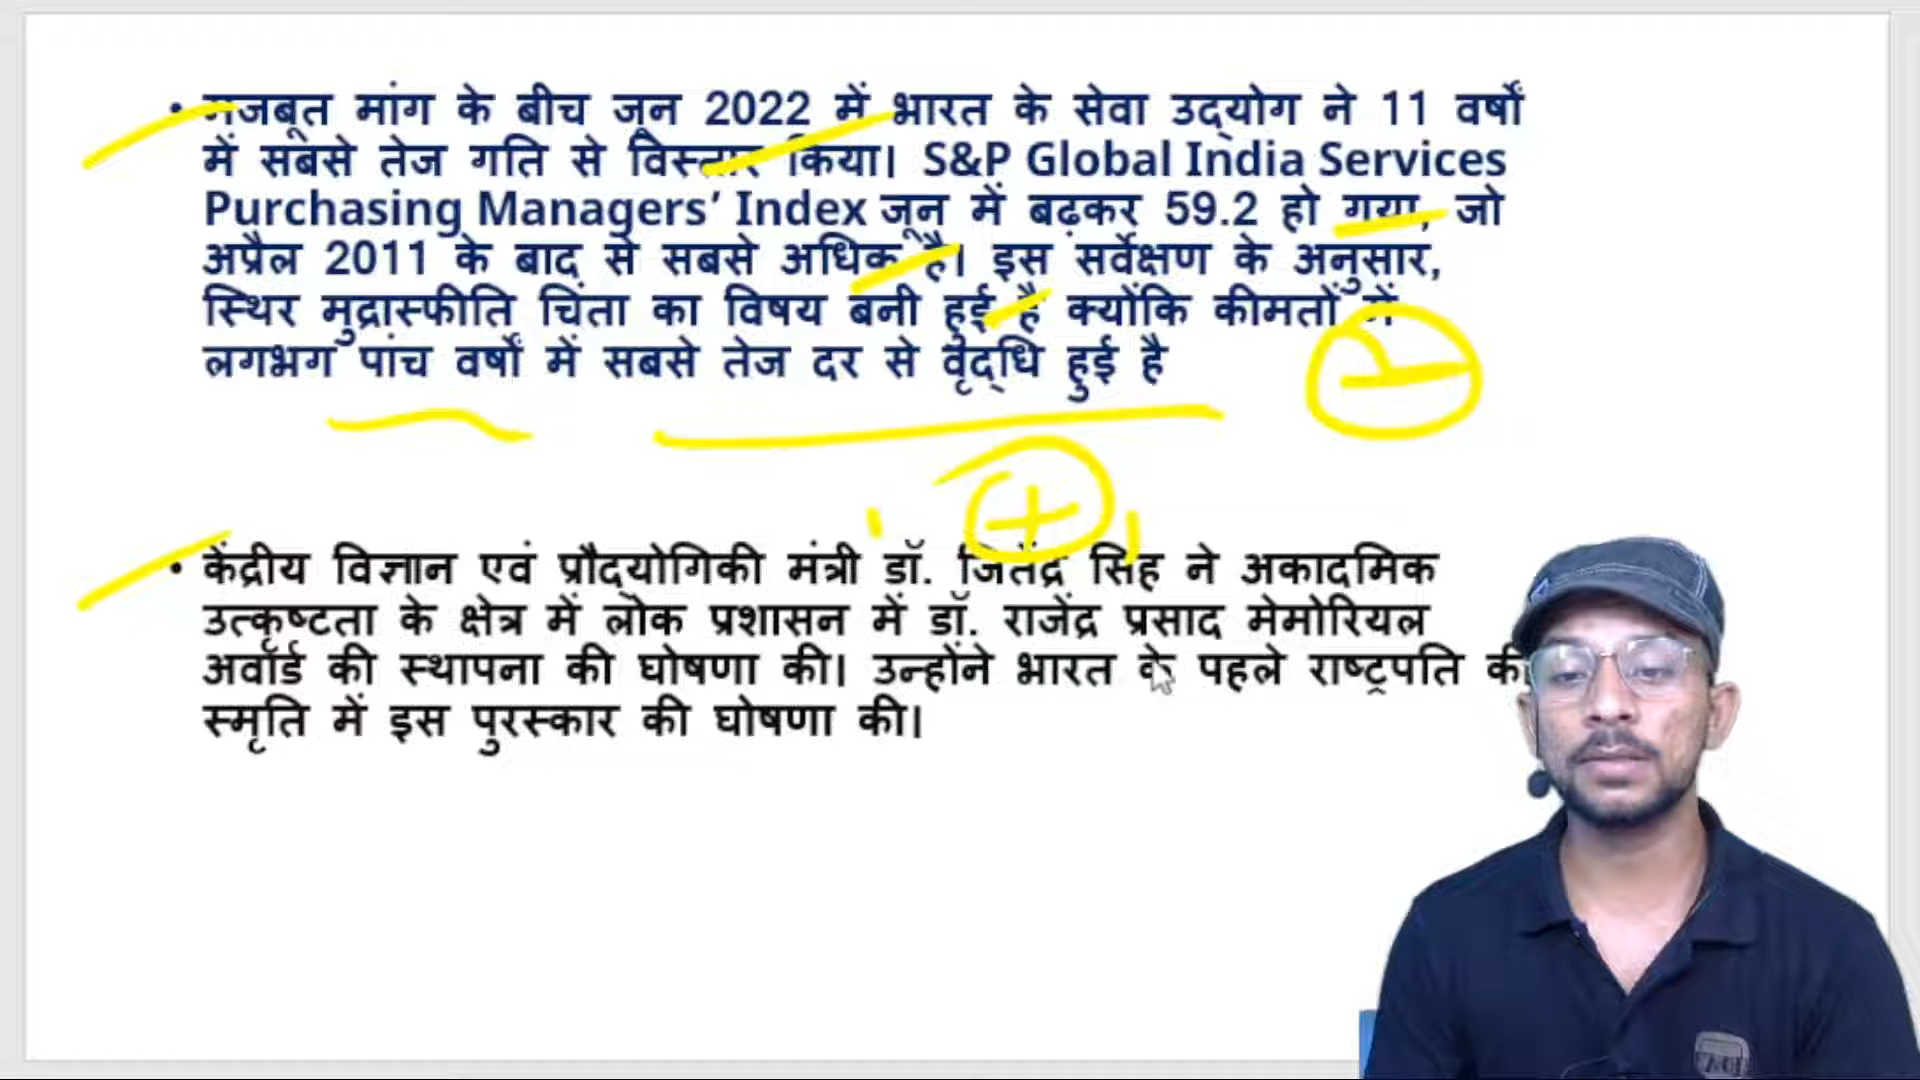 • मजबूत मांग के बीच जून 2022 में भारत के सेवा उद्योग ने 11 वर्षों
में सबसे तेज गति से विस्तार किया। S&P Global India Services
Purchasing Managers’ Index जून में बढ़कर 59.2 हो गया, जो
अप्रैल 2011 के बाद से सबसे अधिक है। इस सर्वेक्षण के अनुसार,
स्थिर मुद्रास्फीति चिंता का विषय बनी हुई है क्योंकि कीमतों में
लगभग पांच वर्षों में सबसे तेज दर से वृद्धि हुई है
• केंद्रीय विज्ञान एवं प्रौद्योगिकी मंत्री डॉ. जितेंद्र सिंह ने अकादमिक
उत्कृष्टता के क्षेत्र में लोक प्रशासन में डॉ. राजेंद्र प्रसाद मेमोरियल
अवॉर्ड की स्थापना की घोषणा की। उन्होंने भारत के पहले राष्ट्रपति की
स्मृति में इस पुरस्कार की घोषणा की।